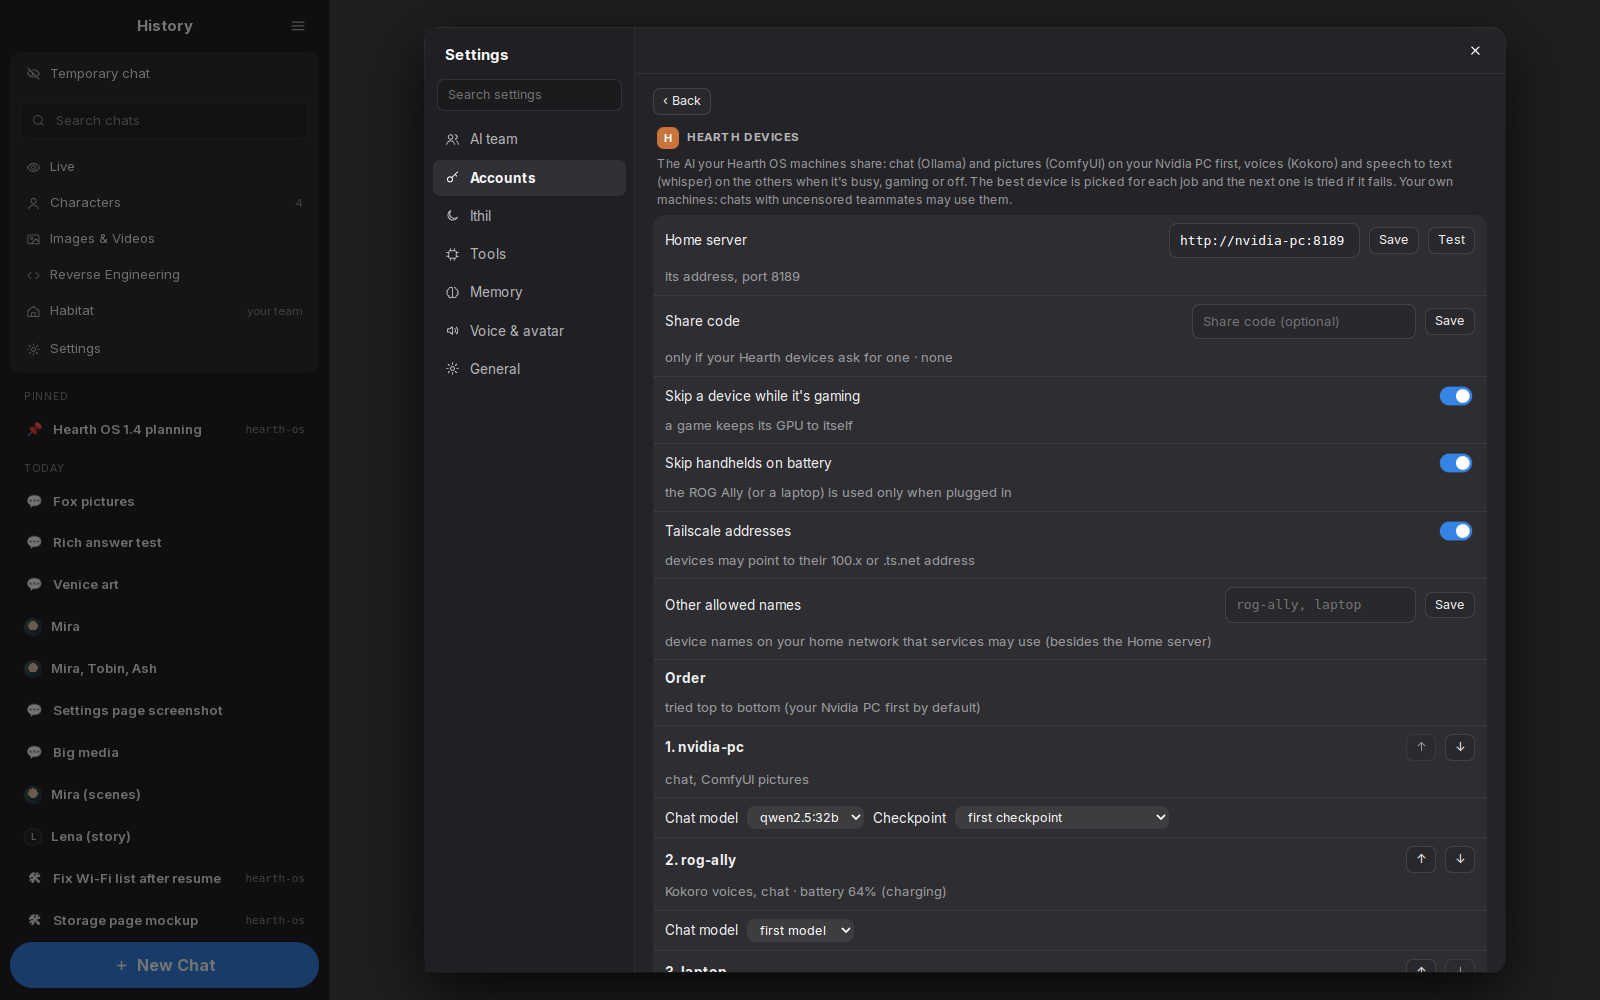 History
Temporary chat
Search chats
Live
Characters 4
Images & Videos
Reverse Engineering
Habitat your team
Settings
PINNED
Hearth OS 1.4 planning hearth-os
TODAY
Fox pictures
Rich answer test
Venice art
Mira
Mira, Tobin, Ash
Settings page screenshot
Big media
Mira (scenes)
L Lena (story)
Fix Wi-Fi list after resume hearth-os
Storage page mockup hearth-os
+ New Chat
Settings
Search settings
AI team
Accounts
Ithil
Tools
Memory
Voice & avatar
General
×
‹ Back
H HEARTH DEVICES
The AI your Hearth OS machines share: chat (Ollama) and pictures (ComfyUI) on your Nvidia PC first, voices (Kokoro) and speech to text
(whisper) on the others when it's busy, gaming or off. The best device is picked for each job and the next one is tried if it fails. Your own
machines: chats with uncensored teammates may use them.
Home server http://nvidia-pc:8189 Save Test
its address, port 8189
Share code Share code (optional) Save
only if your Hearth devices ask for one · none
Skip a device while it's gaming
a game keeps its GPU to itself
Skip handhelds on battery
the ROG Ally (or a laptop) is used only when plugged in
Tailscale addresses
devices may point to their 100.x or .ts.net address
Other allowed names rog-ally, laptop Save
device names on your home network that services may use (besides the Home server)
Order
tried top to bottom (your Nvidia PC first by default)
1. nvidia-pc ↑ ↓
chat, ComfyUI pictures
Chat model qwen2.5:32b Checkpoint first checkpoint
2. rog-ally ↑ ↓
Kokoro voices, chat · battery 64% (charging)
Chat model first model
3. laptop ↑ ↓